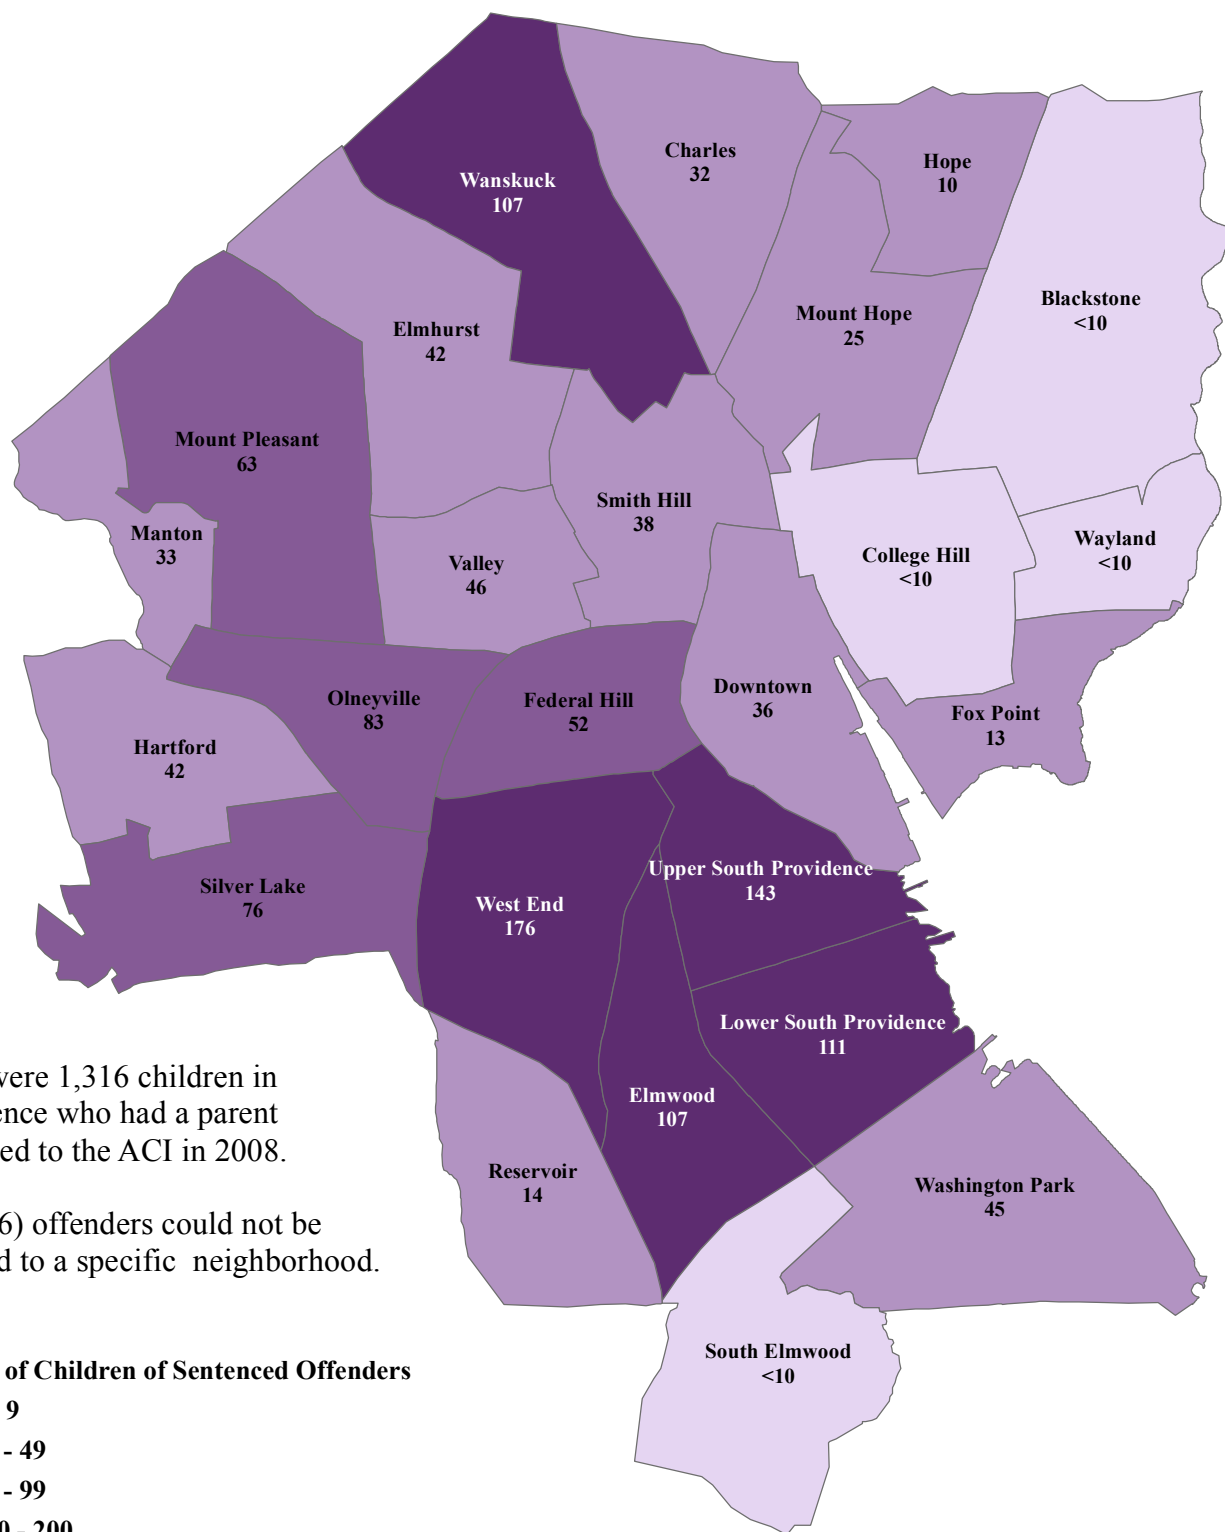 Charles
32
Hope
10
Wanskuck
107
Blackstone
<10
Mount Hope
25
Elmhurst
42
Mount Pleasant
63
Smith Hill
38
Manton
33
Wayland
<10
College Hill
<10
Valley
46
Downtown
36
Olneyville
83
Federal Hill
52
Fox Point
13
Hartford
42
Upper South Providence
143
Silver Lake
76
West End
176
Lower South Providence
111
Elmwood
107
Reservoir
14
Washington Park
45
South Elmwood
<10
were 1,316 children in
ence who had a parent
ed to the ACI in 2008.
6) offenders could not be
d to a specific neighborhood.
of Children of Sentenced Offenders
9
- 49
- 99
0 - 200